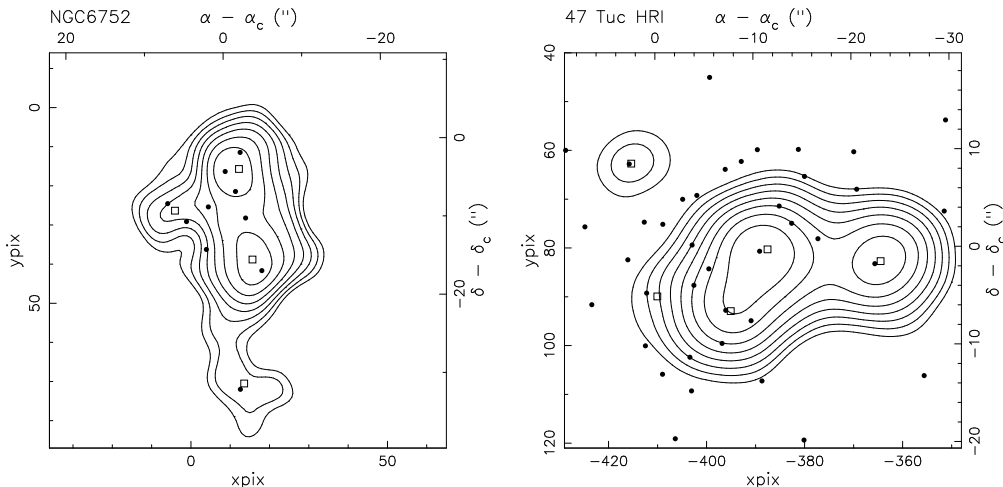 NGC6752 α − α_c (″) 47 Tuc HRI α − α_c (″)
20 0 −20 0 −10 −20 −30
ypix 0 50
0 −20 δ − δ_c (″)
0 50
xpix
ypix 40 60 80 100 120
10 0 −10 −20 δ − δ_c (″)
−420 −400 −380 −360
xpix